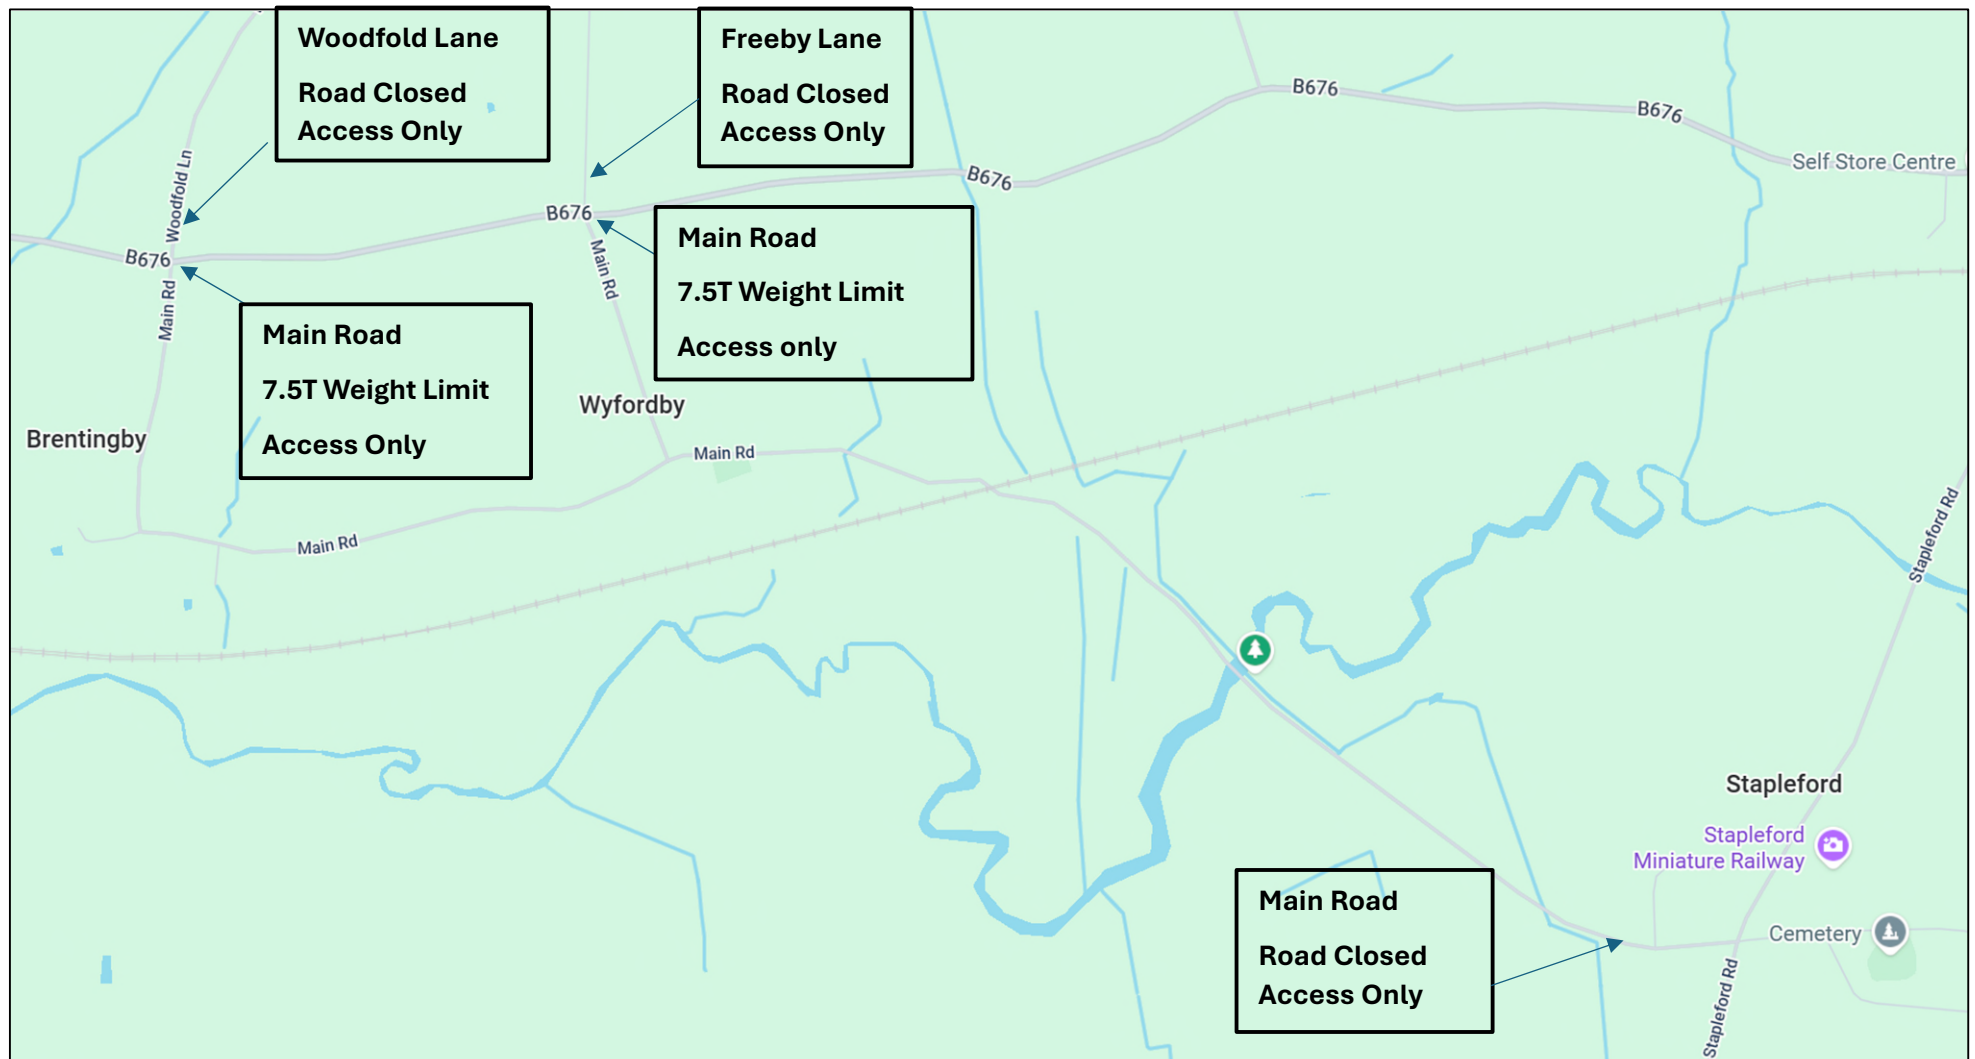 Woodfold Lane
Road Closed
Access Only
Freeby Lane
Road Closed
Access Only
B676
B676
Self Store Centre
B676
Woodfold Ln
B676
B676
Main Road
7.5T Weight Limit
Access only
Main Rd
Main Rd
Main Road
7.5T Weight Limit
Access Only
Wyfordby
Brentingby
Main Rd
Main Rd
Stapleford Rd
Stapleford
Stapleford
Miniature Railway
Main Road
Road Closed
Access Only
Cemetery
Stapleford Rd